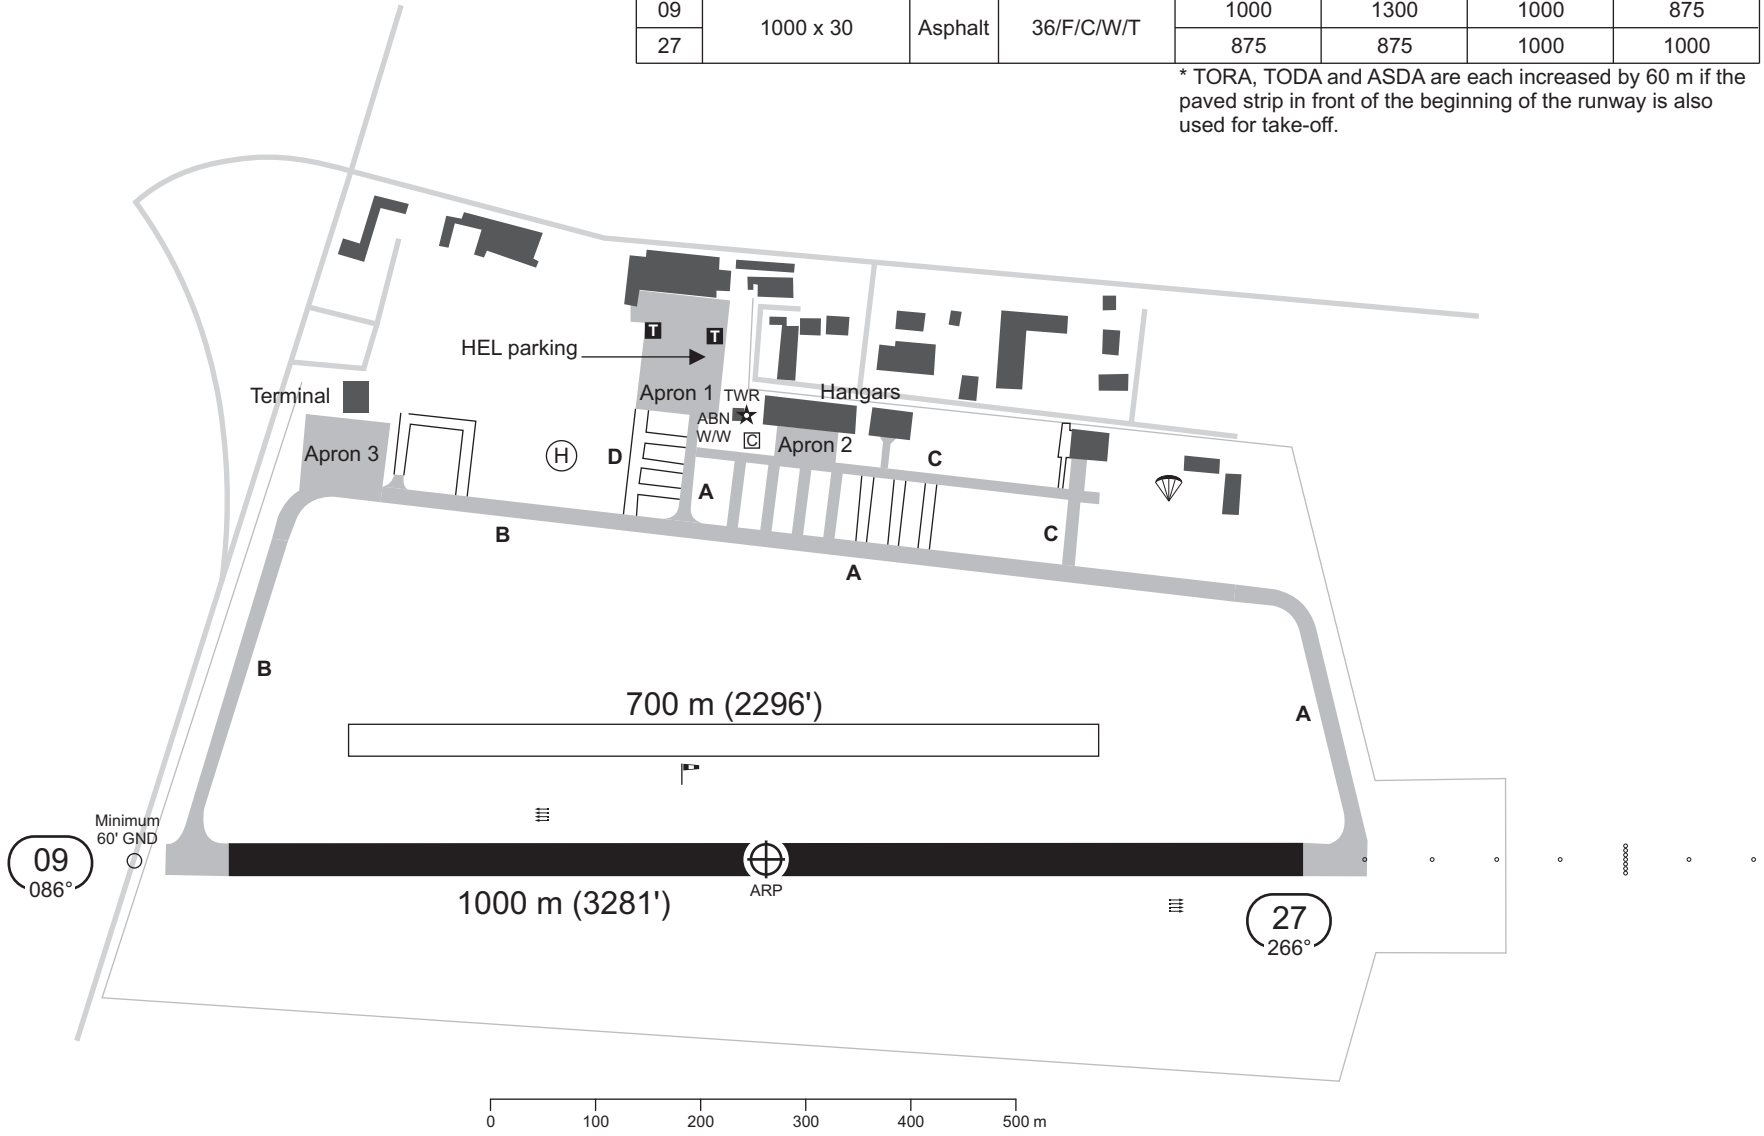 09
1000 x 30
Asphalt
36/F/C/W/T
1000
1300
1000
875
27
875
875
1000
1000
* TORA, TODA and ASDA are each increased by 60 m if the
paved strip in front of the beginning of the runway is also
used for take-off.
T
T
HEL parking
Terminal
Apron 1
TWR
Hangars
ABN
W/W
C
Apron 2
Apron 3
H
D
C
A
B
C
A
B
A
700 m (2296')
Minimum
60' GND
09
086°
ARP
1000 m (3281')
27
266°
0
100
200
300
400
500 m